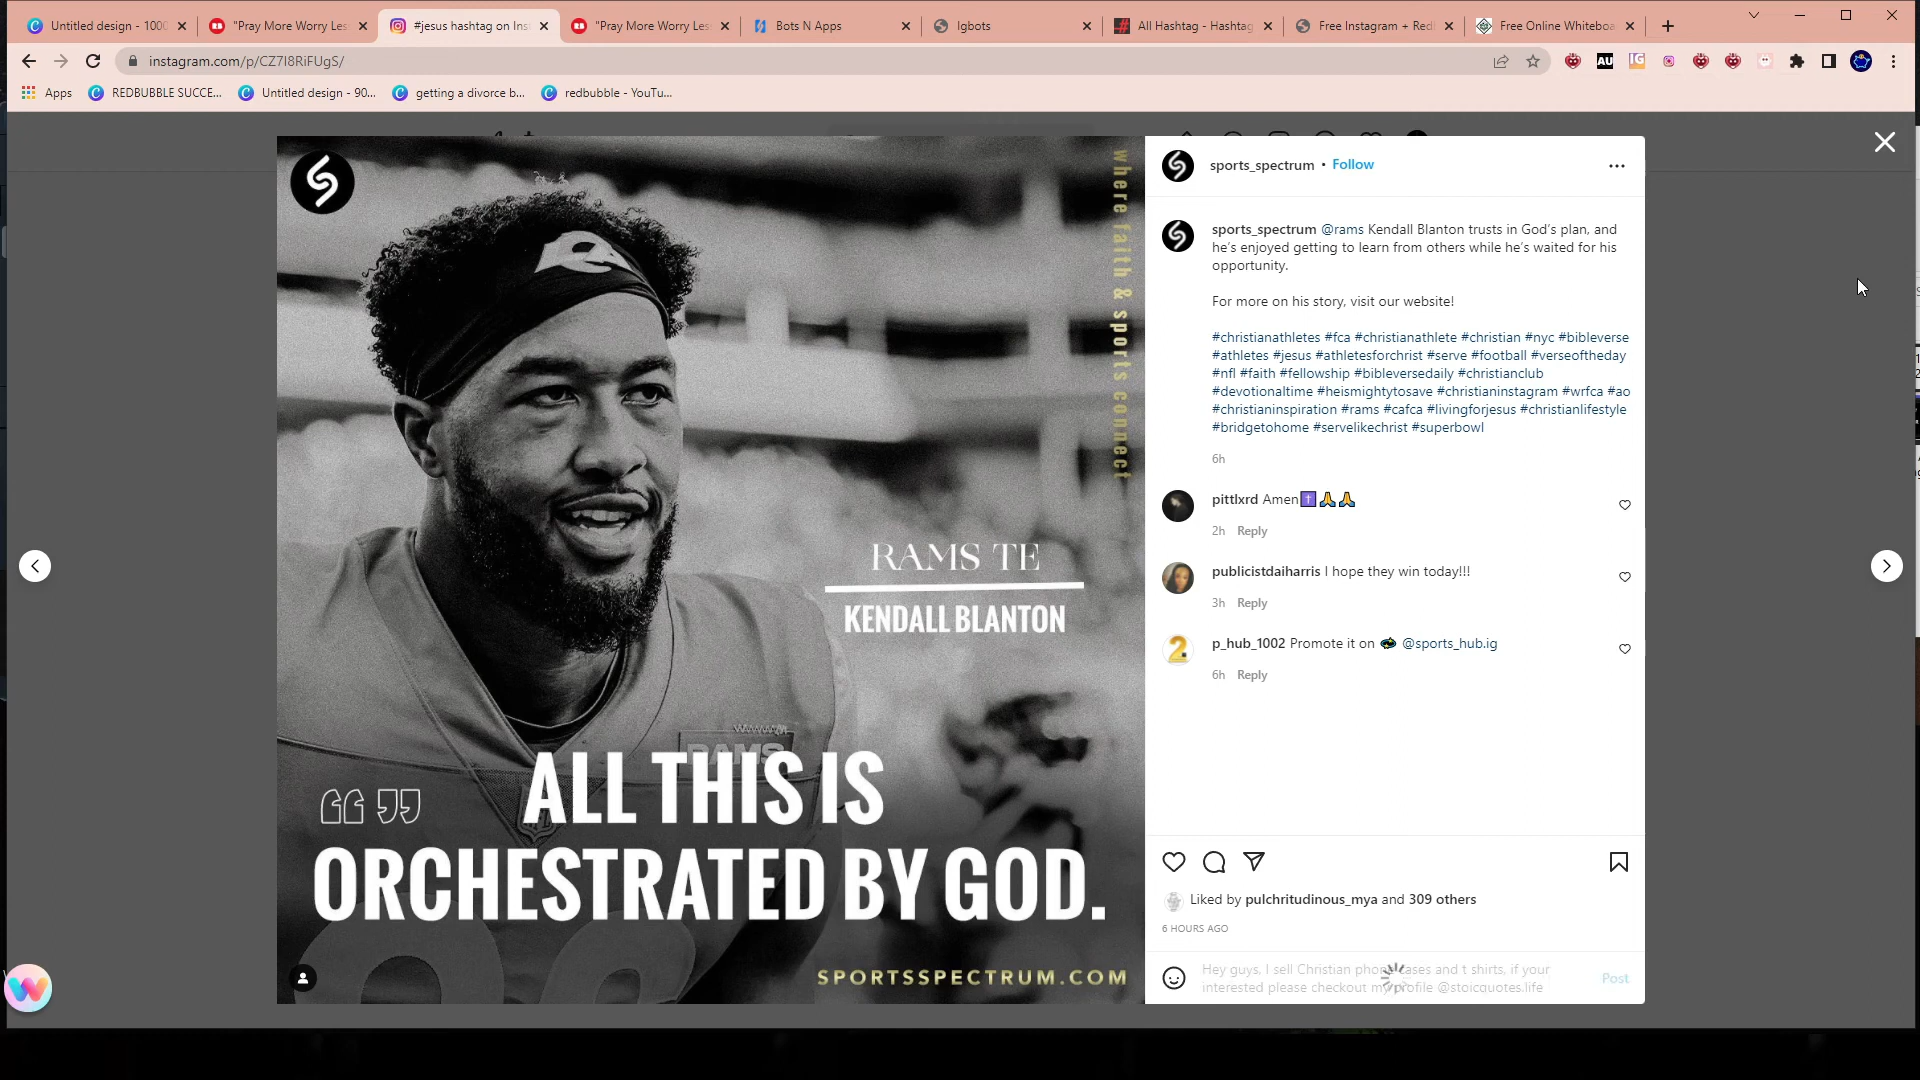 Untitled design - 1000
"Pray More Worry Les
#jesus hashtag on Inst
"Pray More Worry Les
Bots N Apps
Igbots
All Hashtag - Hashtag
Free Instagram + Red
Free Online Whiteboa
instagram.com/p/CZ7I8RiFUgS/
AU
IG
Apps
REDBUBBLE SUCCE...
Untitled design - 90...
getting a divorce b...
redbubble - YouTu...
where faith & sports connect
RAMS TE
KENDALL BLANTON
RAMS
ALL THIS IS
ORCHESTRATED BY GOD.
SPORTSSPECTRUM.COM
sports_spectrum • Follow
sports_spectrum @rams Kendall Blanton trusts in God's plan, and
he's enjoyed getting to learn from others while he's waited for his
opportunity.
For more on his story, visit our website!
#christianathletes #fca #christianathlete #christian #nyc #bibleverse
#athletes #jesus #athletesforchrist #serve #football #verseoftheday
#nfl #faith #fellowship #bibleversedaily #christianclub
#devotionaltime #heismightytosave #christianinstagram #wrfca #ao
#christianinspiration #rams #cafca #livingforjesus #christianlifestyle
#bridgetohome #servelikechrist #superbowl
6h
pittlxrd Amen✝️🙏🙏
2h Reply
publicistdaiharris I hope they win today!!!
3h Reply
p_hub_1002 Promote it on @sports_hub.ig
6h Reply
Liked by pulchritudinous_mya and 309 others
6 HOURS AGO
Hey guys, I sell Christian phone cases and t shirts, if your
interested please checkout my profile @stoicquotes.life
Post